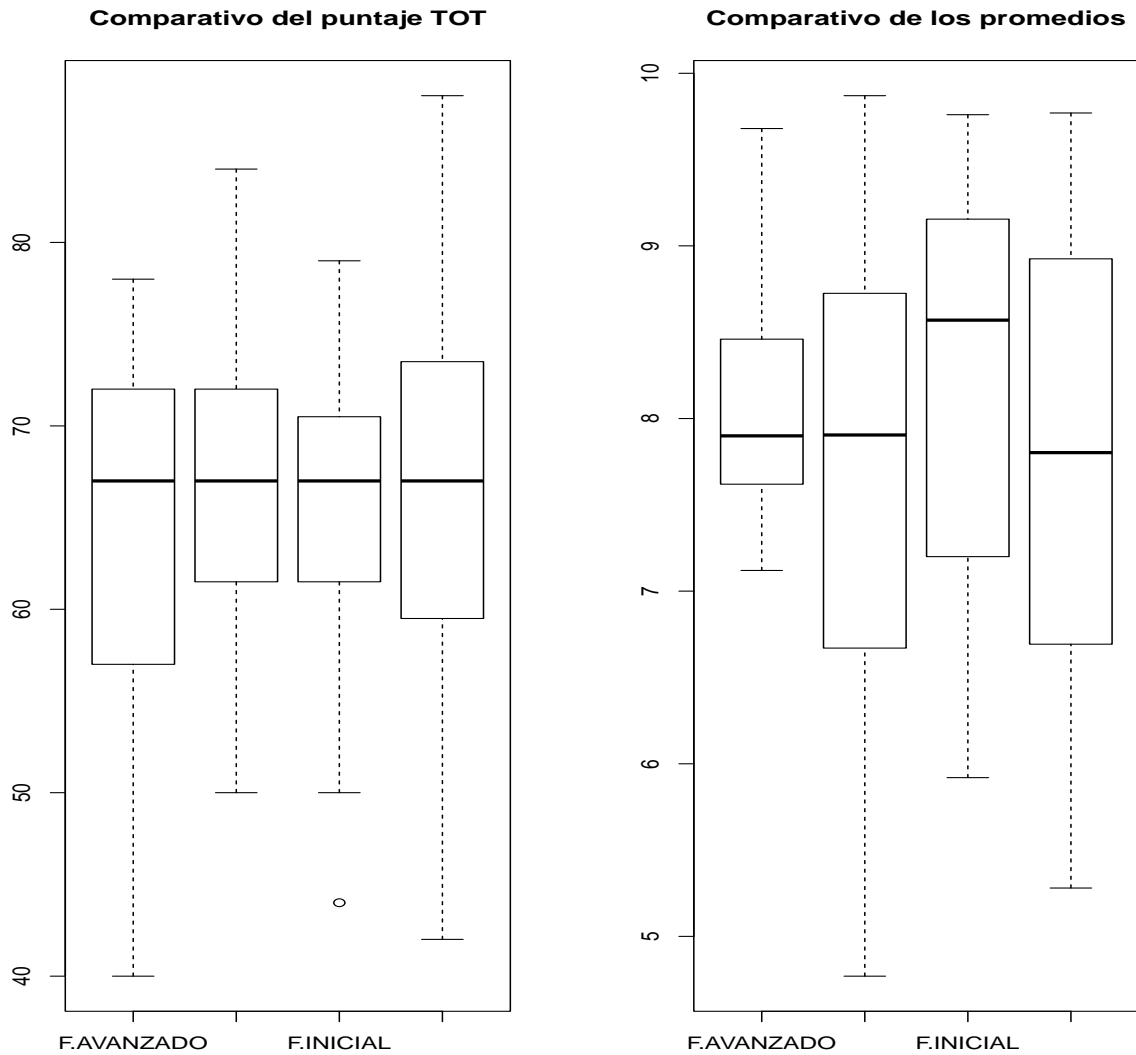 Comparativo del puntaje TOT
80
70
60
50
40
F.AVANZADO F.INICIAL
Comparativo de los promedios
10
9
8
7
6
5
F.AVANZADO F.INICIAL